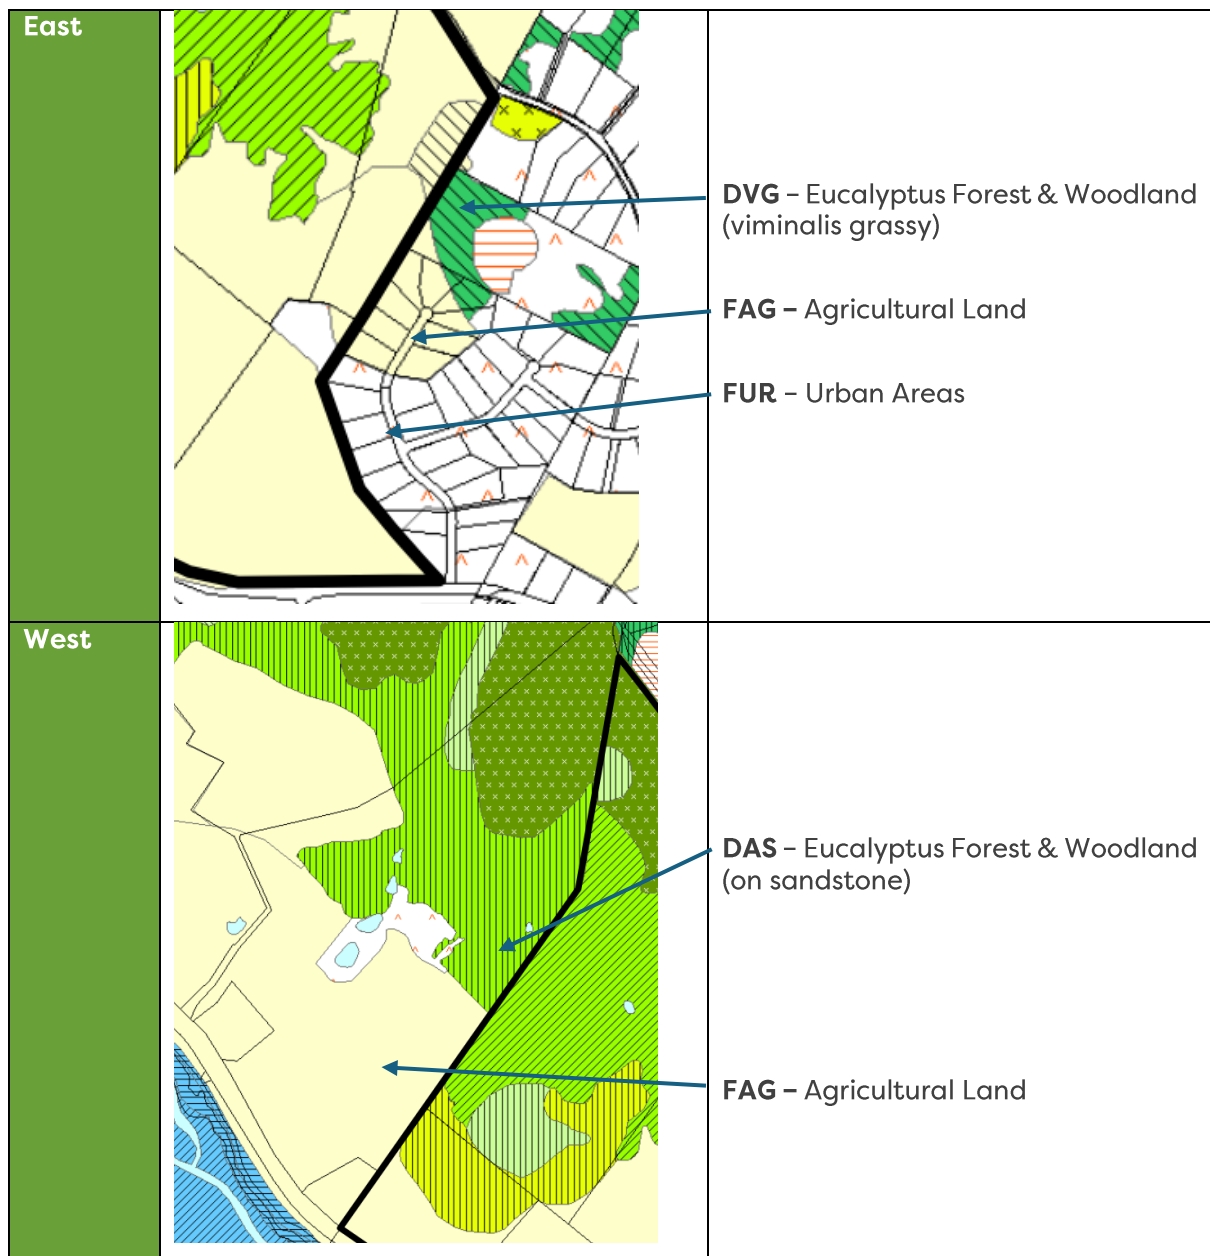 East
DVG – Eucalyptus Forest & Woodland
(viminalis grassy)
FAG – Agricultural Land
FUR – Urban Areas
West
DAS – Eucalyptus Forest & Woodland
(on sandstone)
FAG – Agricultural Land